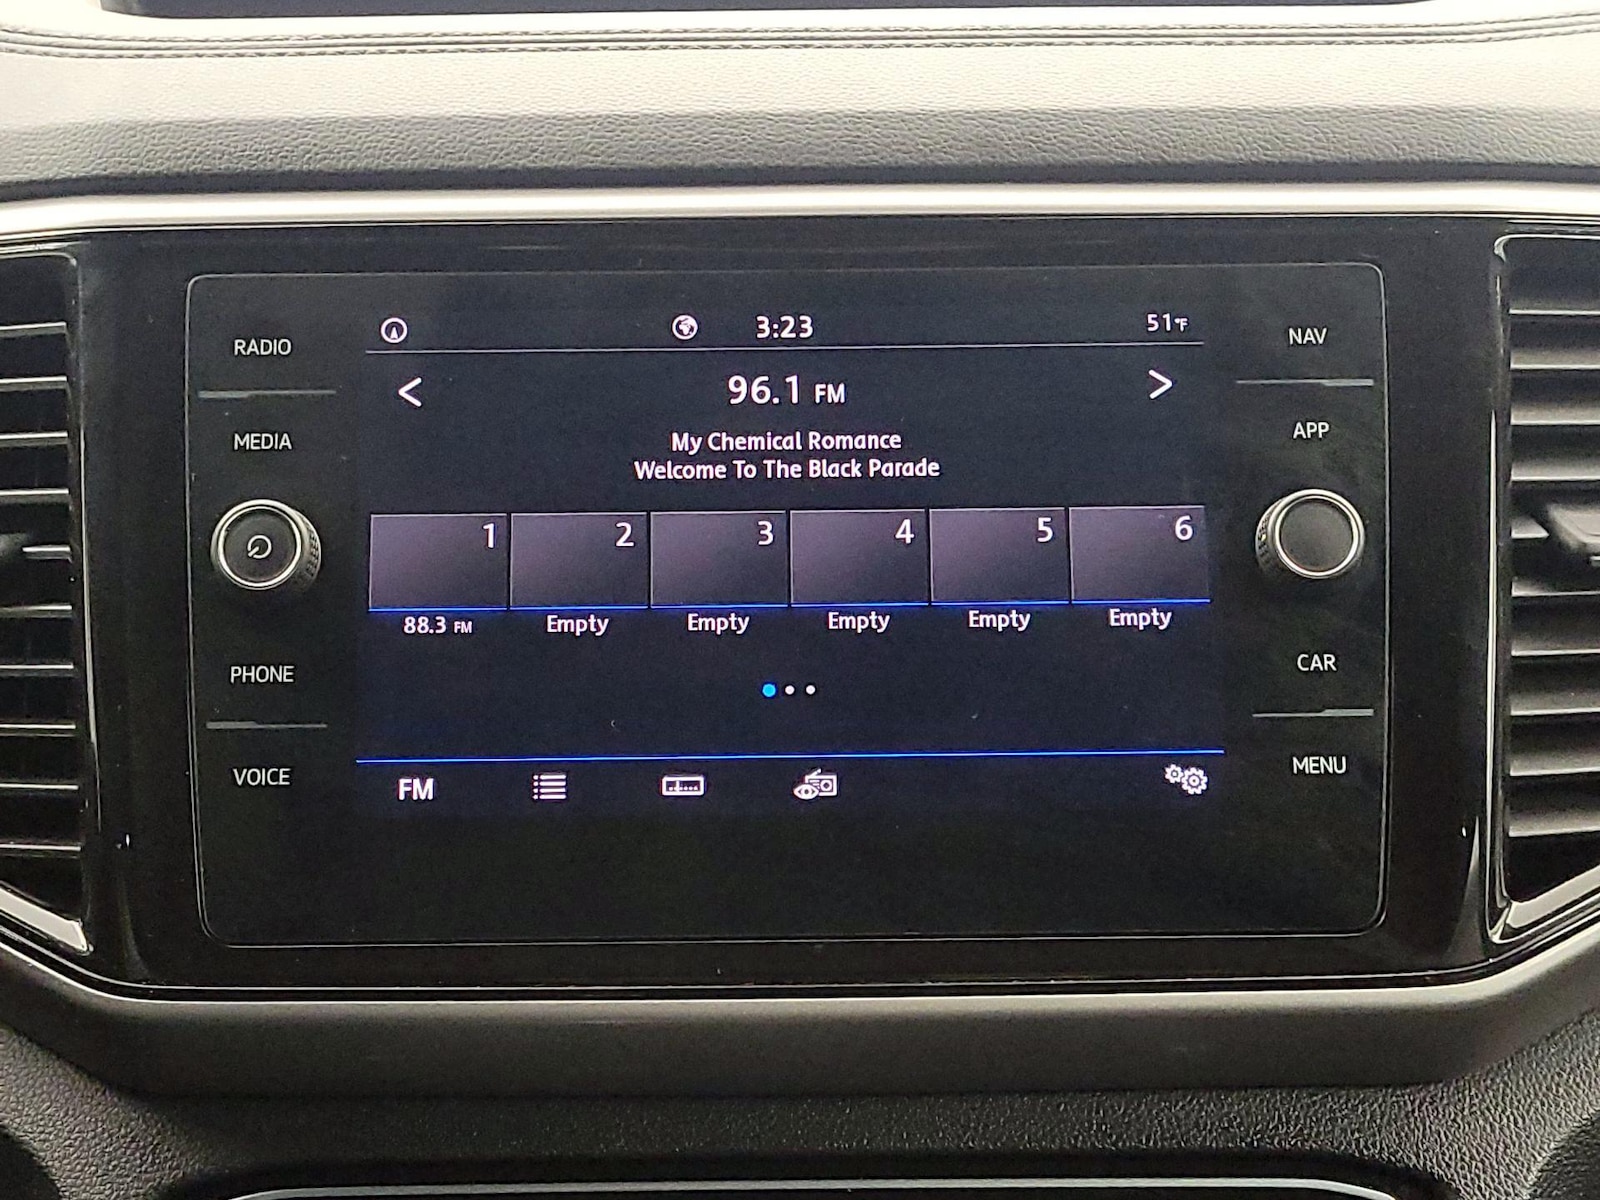 RADIO
MEDIA
PHONE
VOICE
3:23
51°F
96.1 FM
My Chemical Romance
Welcome To The Black Parade
1 2 3 4 5 6
88.3 FM Empty Empty Empty Empty Empty
FM
NAV
APP
CAR
MENU